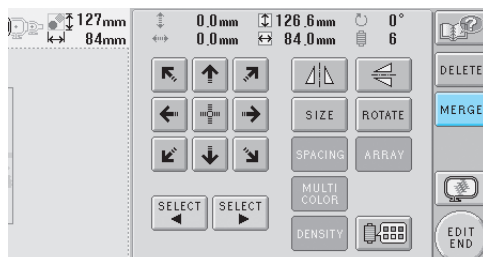 127mm 0.0mm 126.6mm 0°
84mm 0.0mm 84.0mm 6
DELETE
SIZE ROTATE MERGE
SPACING ARRAY
MULTI
COLOR
SELECT SELECT
DENSITY
EDIT
END